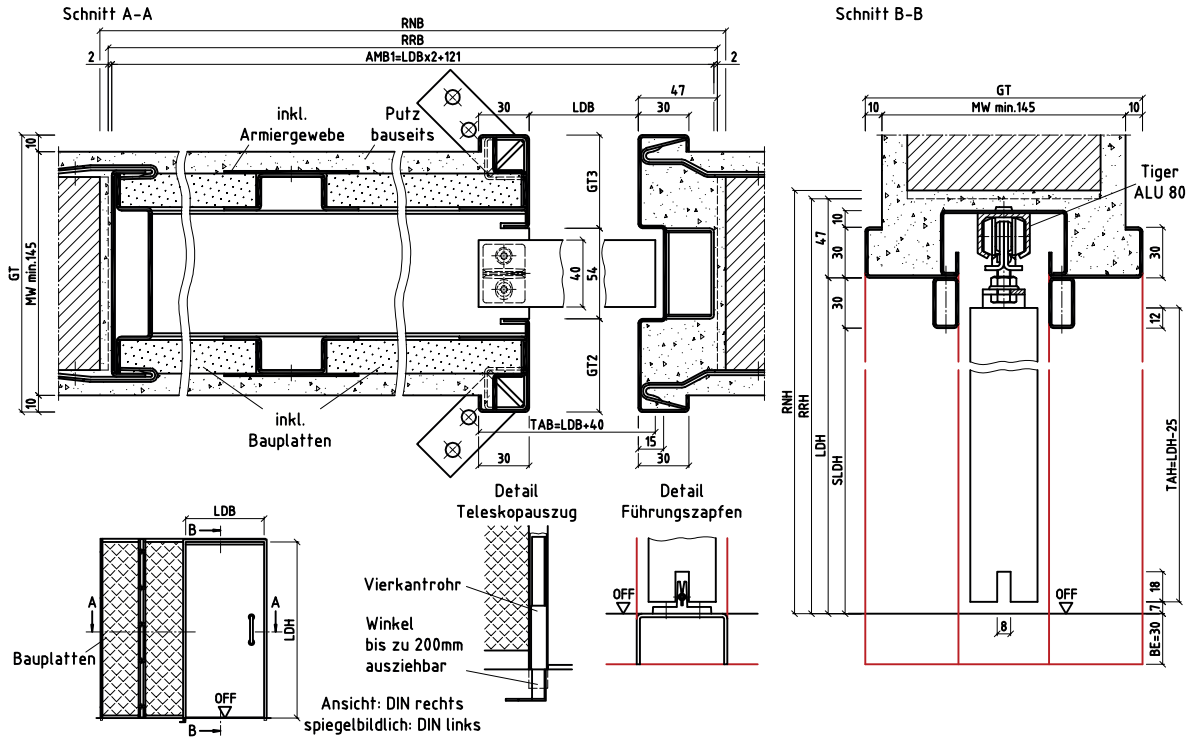 Schnitt A-A
RNB
RRB
AMB1=LDBx2+121
2
2
30
LDB
47
30
inkl.
Armiergewebe
Putz
bauseits
10
GT
MW min.145
10
GT3
40
54
GT2
inkl.
Bauplatten
TAB=LDB+40
15
30
30
Schnitt B-B
GT
10
MW min.145
10
Tiger
ALU 80
10
47
30
30
30
12
RNH
RRH
LDH
SLDH
TAH=LDH-25
OFF
18
7
8
BE=30
LDB
B
A
A
LDH
Bauplatten
OFF
B
Detail
Teleskopauszug
Vierkantrohr
Winkel
bis zu 200mm
ausziehbar
Ansicht: DIN rechts
spiegelbildlich: DIN links
Detail
Führungszapfen
OFF